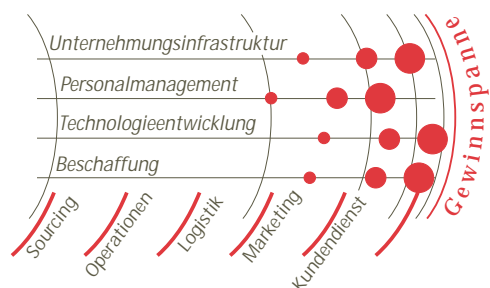 Unternehmungsinfrastruktur
Personalmanagement
Technologieentwicklung
Beschaffung
Gewinnspanne
Sourcing
Operationen
Logistik
Marketing
Kundendienst